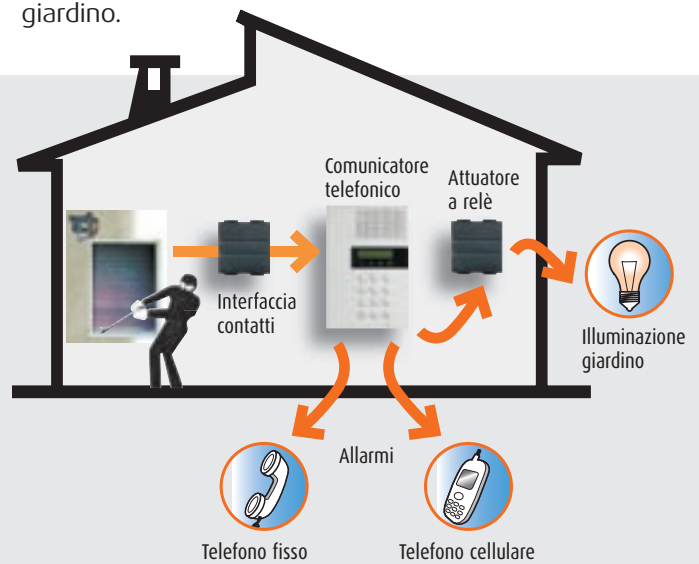 giardino.
Comunicatore
telefonico
Attuatore
a relè
Interfaccia
contatti
Illuminazione
giardino
Allarmi
Telefono fisso
Telefono cellulare